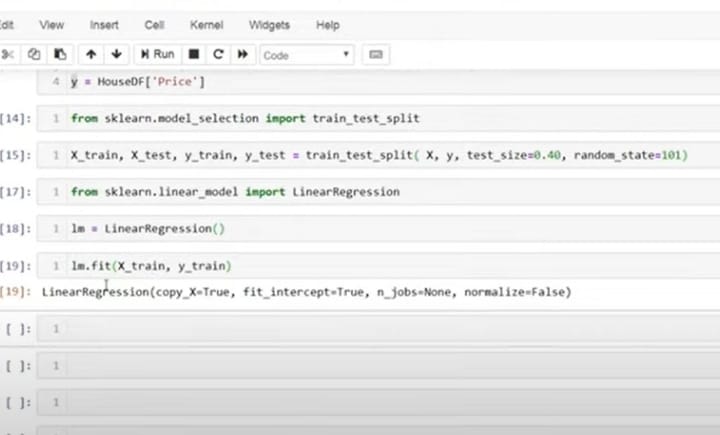 Edit View Insert Cell Kernel Widgets Help
Run Code
4 y = HouseDF['Price']
[14]: 1 from sklearn.model_selection import train_test_split
[15]: 1 X_train, X_test, y_train, y_test = train_test_split( X, y, test_size=0.40, random_state=101)
[17]: 1 from sklearn.linear_model import LinearRegression
[18]: 1 lm = LinearRegression()
[19]: 1 lm.fit(X_train, y_train)
[19]: LinearRegression(copy_X=True, fit_intercept=True, n_jobs=None, normalize=False)
[ ]: 1
[ ]: 1
[ ]: 1